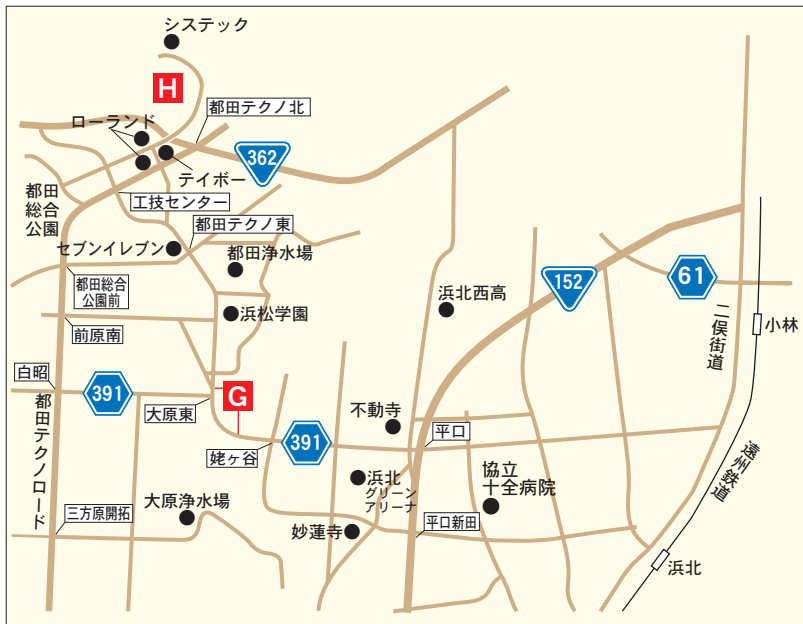 システック
H
都田テクノ北
ローランド
362
テイボー
都田
総合
公園
工技センター
都田テクノ東
セブンイレブン
都田浄水場
都田総合
公園前
浜松学園
前原南
152
61
浜北西高
二俣街道
小林
白昭
391
都田テクノロード
大原東
G
姥ヶ谷
391
不動寺
平口
浜北
グリーン
アリーナ
協立
十全病院
遠州鉄道
三方原開拓
大原浄水場
妙蓮寺
平口新田
浜北